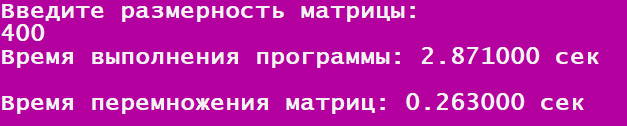 Введите размерность матрицы:
400
Время выполнения программы: 2.871000 сек
Время перемножения матриц: 0.263000 сек